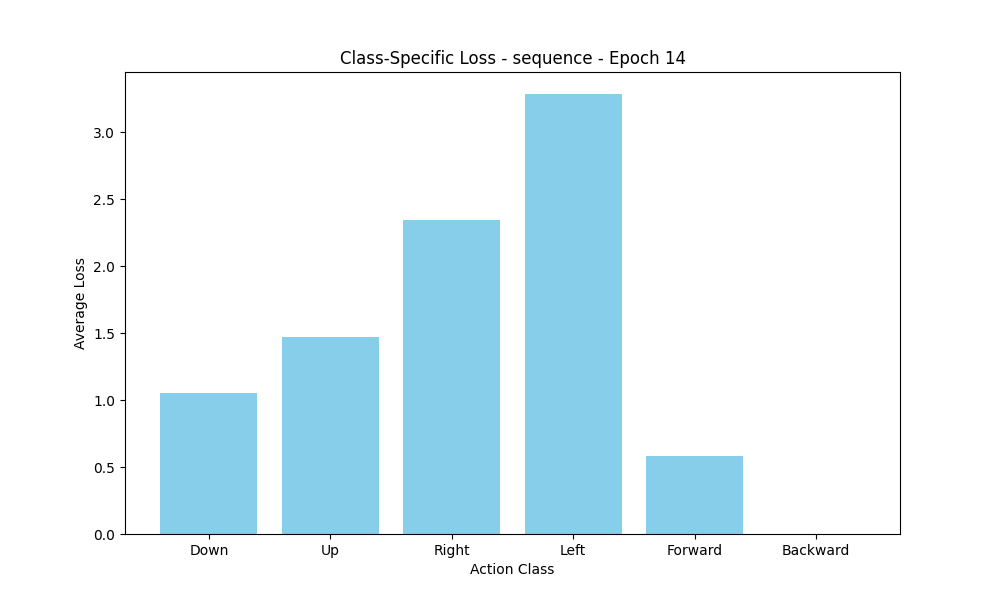 Class-Specific Loss - sequence - Epoch 14
Average Loss
3.0
2.5
2.0
1.5
1.0
0.5
0.0
Down Up Right Left Forward Backward
Action Class